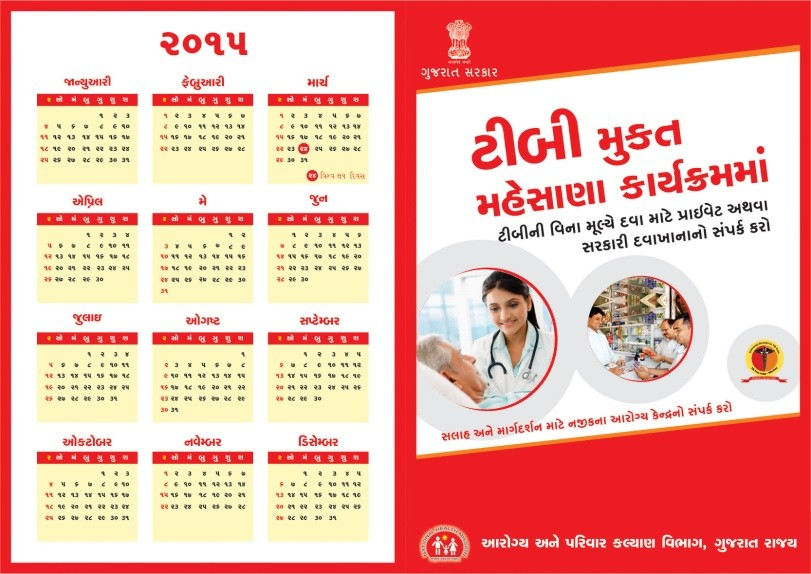 ૨૦૧૫
જાન્યુઆરી
ર સો મં બુ ગુ શુ શ
૧ ૨ ૩
૪ ૫ ૬ ૭ ૮ ૯ ૧૦
૧૧ ૧૨ ૧૩ ૧૪ ૧૫ ૧૬ ૧૭
૧૮ ૧૯ ૨૦ ૨૧ ૨૨ ૨૩ ૨૪
૨૫ ૨૬ ૨૭ ૨૮ ૨૯ ૩૦ ૩૧
ફેબ્રુઆરી
ર સો મં બુ ગુ શુ શ
૧ ૨ ૩ ૪ ૫ ૬ ૭
૮ ૯ ૧૦ ૧૧ ૧૨ ૧૩ ૧૪
૧૫ ૧૬ ૧૭ ૧૮ ૧૯ ૨૦ ૨૧
૨૨ ૨૩ ૨૪ ૨૫ ૨૬ ૨૭ ૨૮
માર્ચ
ર સો મં બુ ગુ શુ શ
૧ ૨ ૩ ૪ ૫ ૬ ૭
૮ ૯ ૧૦ ૧૧ ૧૨ ૧૩ ૧૪
૧૫ ૧૬ ૧૭ ૧૮ ૧૯ ૨૦ ૨૧
૨૨ ૨૩ ૨૪ ૨૫ ૨૬ ૨૭ ૨૮
૨૯ ૩૦ ૩૧
૨૪ વિશ્વ ક્ષય દિવસ
એપ્રિલ
ર સો મં બુ ગુ શુ શ
૧ ૨ ૩ ૪
૫ ૬ ૭ ૮ ૯ ૧૦ ૧૧
૧૨ ૧૩ ૧૪ ૧૫ ૧૬ ૧૭ ૧૮
૧૯ ૨૦ ૨૧ ૨૨ ૨૩ ૨૪ ૨૫
૨૬ ૨૭ ૨૮ ૨૯ ૩૦
મે
ર સો મં બુ ગુ શુ શ
૧ ૨
૩ ૪ ૫ ૬ ૭ ૮ ૯
૧૦ ૧૧ ૧૨ ૧૩ ૧૪ ૧૫ ૧૬
૧૭ ૧૮ ૧૯ ૨૦ ૨૧ ૨૨ ૨૩
૨૪ ૨૫ ૨૬ ૨૭ ૨૮ ૨૯ ૩૦
૩૧
જુન
ર સો મં બુ ગુ શુ શ
૧ ૨ ૩ ૪ ૫ ૬
૭ ૮ ૯ ૧૦ ૧૧ ૧૨ ૧૩
૧૪ ૧૫ ૧૬ ૧૭ ૧૮ ૧૯ ૨૦
૨૧ ૨૨ ૨૩ ૨૪ ૨૫ ૨૬ ૨૭
૨૮ ૨૯ ૩૦
જુલાઇ
ર સો મં બુ ગુ શુ શ
૧ ૨ ૩ ૪
૫ ૬ ૭ ૮ ૯ ૧૦ ૧૧
૧૨ ૧૩ ૧૪ ૧૫ ૧૬ ૧૭ ૧૮
૧૯ ૨૦ ૨૧ ૨૨ ૨૩ ૨૪ ૨૫
૨૬ ૨૭ ૨૮ ૨૯ ૩૦ ૩૧
ઓગષ્ટ
ર સો મં બુ ગુ શુ શ
૧
૨ ૩ ૪ ૫ ૬ ૭ ૮
૯ ૧૦ ૧૧ ૧૨ ૧૩ ૧૪ ૧૫
૧૬ ૧૭ ૧૮ ૧૯ ૨૦ ૨૧ ૨૨
૨૩ ૨૪ ૨૫ ૨૬ ૨૭ ૨૮ ૨૯
૩૦ ૩૧
સપ્ટેમ્બર
ર સો મં બુ ગુ શુ શ
૧ ૨ ૩ ૪ ૫
૬ ૭ ૮ ૯ ૧૦ ૧૧ ૧૨
૧૩ ૧૪ ૧૫ ૧૬ ૧૭ ૧૮ ૧૯
૨૦ ૨૧ ૨૨ ૨૩ ૨૪ ૨૫ ૨૬
૨૭ ૨૮ ૨૯ ૩૦
ઓક્ટોબર
ર સો મં બુ ગુ શુ શ
૧ ૨ ૩
૪ ૫ ૬ ૭ ૮ ૯ ૧૦
૧૧ ૧૨ ૧૩ ૧૪ ૧૫ ૧૬ ૧૭
૧૮ ૧૯ ૨૦ ૨૧ ૨૨ ૨૩ ૨૪
૨૫ ૨૬ ૨૭ ૨૮ ૨૯ ૩૦ ૩૧
નવેમ્બર
ર સો મં બુ ગુ શુ શ
૧ ૨ ૩ ૪ ૫ ૬ ૭
૮ ૯ ૧૦ ૧૧ ૧૨ ૧૩ ૧૪
૧૫ ૧૬ ૧૭ ૧૮ ૧૯ ૨૦ ૨૧
૨૨ ૨૩ ૨૪ ૨૫ ૨૬ ૨૭ ૨૮
૨૯ ૩૦
ડિસેમ્બર
ર સો મં બુ ગુ શુ શ
૧ ૨ ૩ ૪ ૫
૬ ૭ ૮ ૯ ૧૦ ૧૧ ૧૨
૧૩ ૧૪ ૧૫ ૧૬ ૧૭ ૧૮ ૧૯
૨૦ ૨૧ ૨૨ ૨૩ ૨૪ ૨૫ ૨૬
૨૭ ૨૮ ૨૯ ૩૦ ૩૧
ગુજરાત સરકાર
ટીબી મુકત
મહેસાણા કાર્યક્રમમાં
ટીબીની વિના મૂલ્યે દવા માટે પ્રાઈવેટ અથવા
સરકારી દવાખાનાનો સંપર્ક કરો
સલાહ અને માર્ગદર્શન માટે નજીકના આરોગ્ય કેન્દ્રનો સંપર્ક કરો
આરોગ્ય અને પરિવાર કલ્યાણ વિભાગ, ગુજરાત રાજ્ય